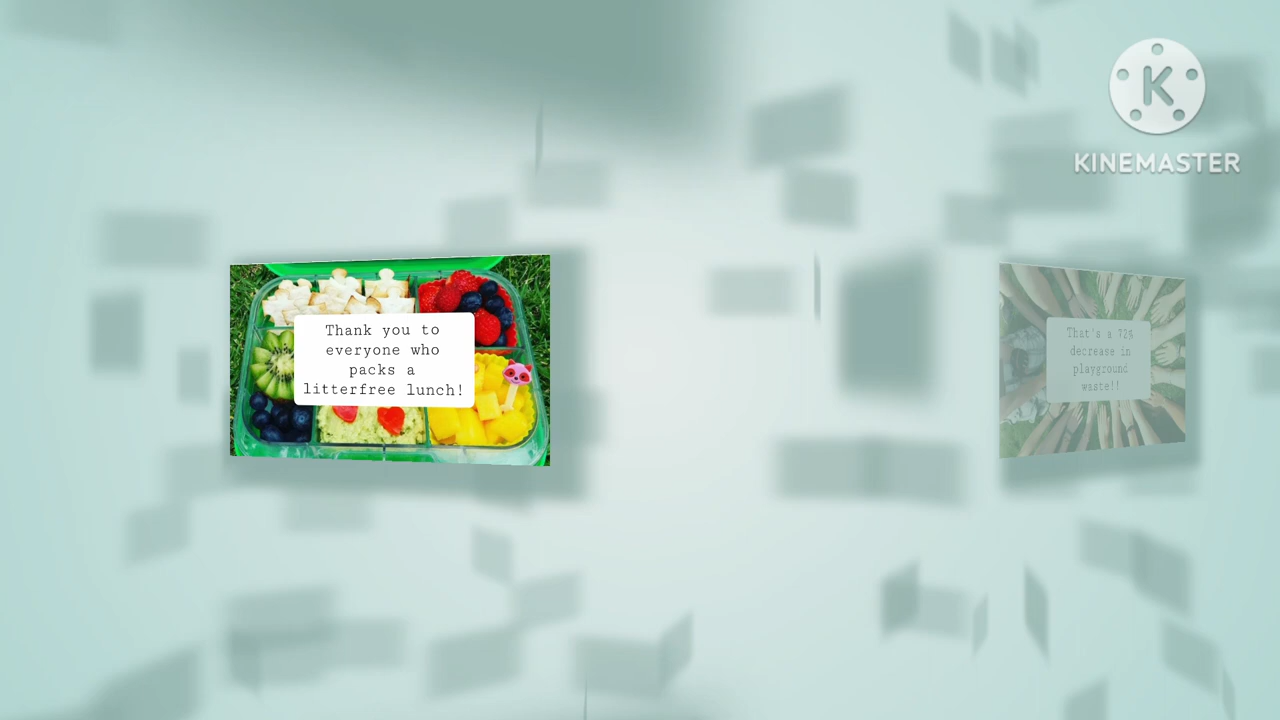 K
KINEMASTER
Thank you to
everyone who
packs a
litterfree lunch!
That's a 72%
decrease in
playground
waste!!